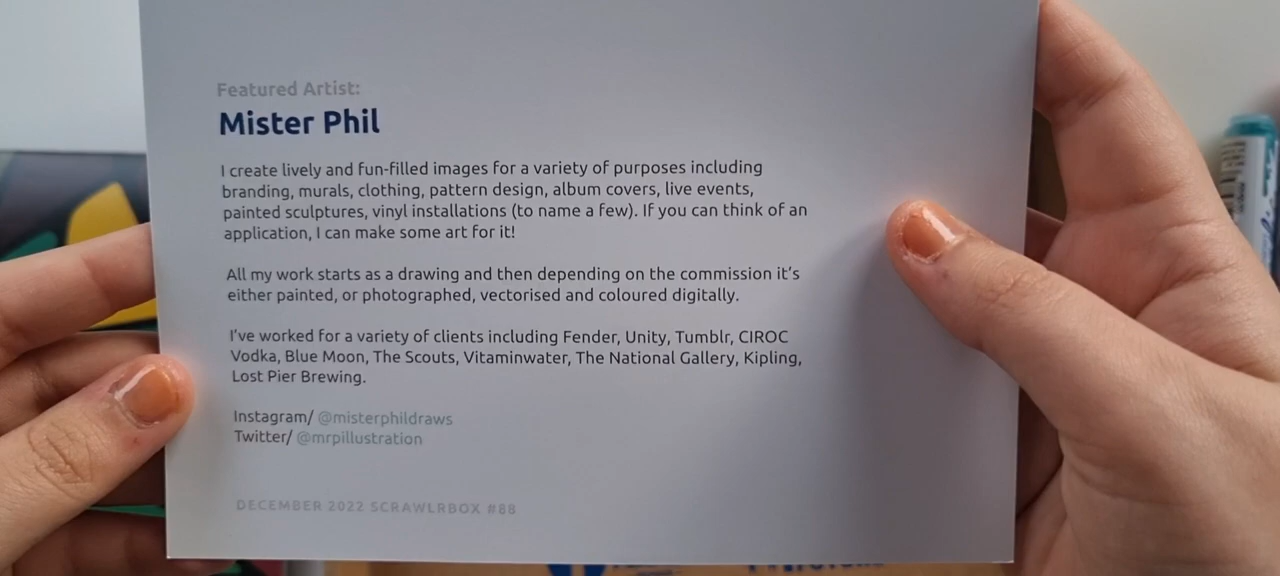 Featured Artist:
Mister Phil
I create lively and fun-filled images for a variety of purposes including
branding, murals, clothing, pattern design, album covers, live events,
painted sculptures, vinyl installations (to name a few). If you can think of an
application, I can make some art for it!
All my work starts as a drawing and then depending on the commission it's
either painted, or photographed, vectorised and coloured digitally.
I've worked for a variety of clients including Fender, Unity, Tumblr, CIROC
Vodka, Blue Moon, The Scouts, Vitaminwater, The National Gallery, Kipling,
Lost Pier Brewing.
Instagram/ @misterphildraws
Twitter/ @mrpillustration
DECEMBER 2022 SCRAWLRBOX #88